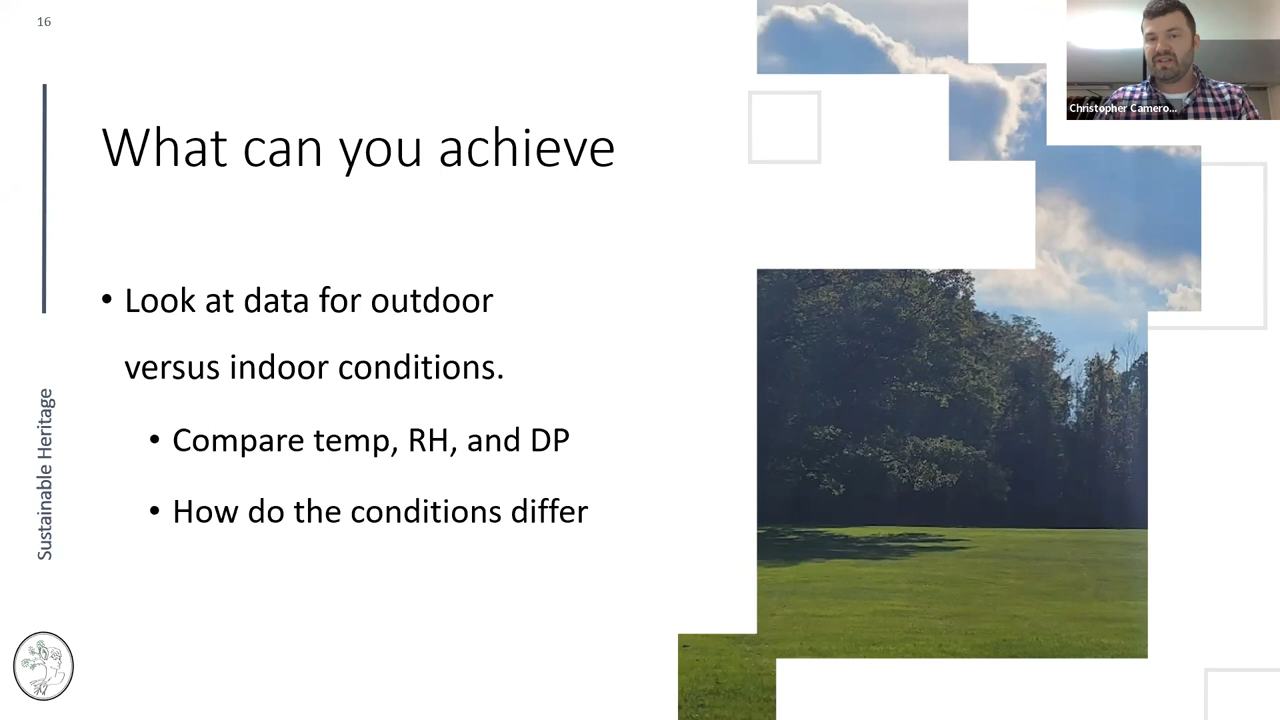 16
What can you achieve
• Look at data for outdoor
versus indoor conditions.
• Compare temp, RH, and DP
• How do the conditions differ
Sustainable Heritage
Christopher Camero...